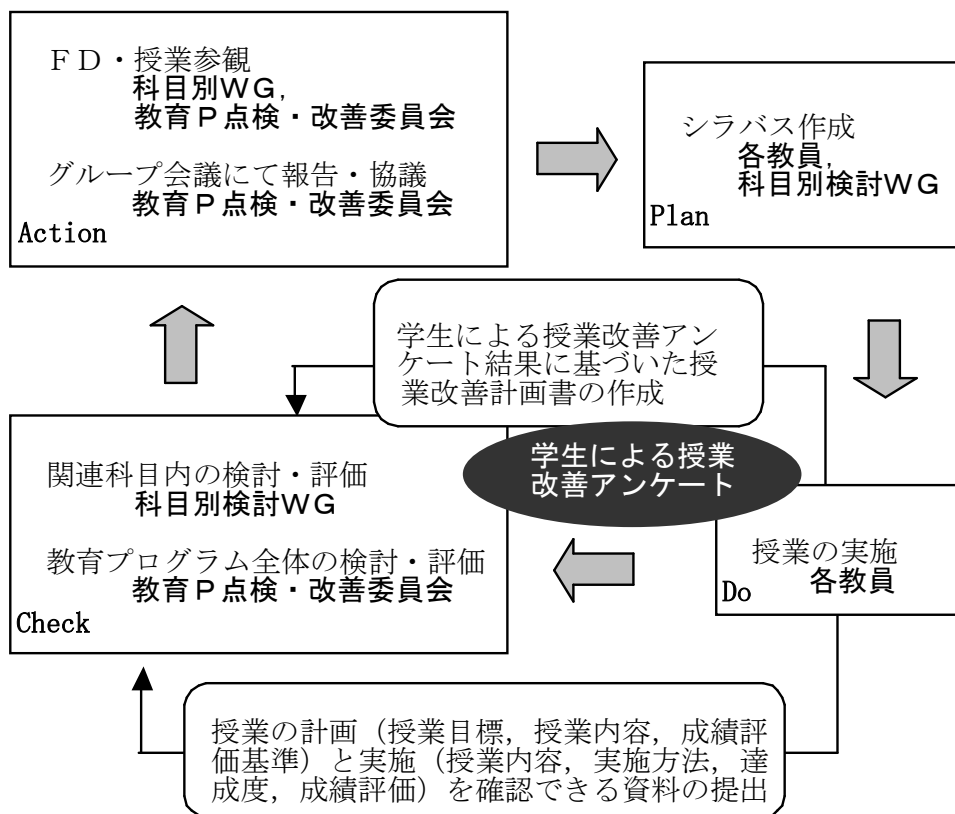 ＦＤ・授業参観
科目別ＷＧ，
教育Ｐ点検・改善委員会
グループ会議にて報告・協議
教育Ｐ点検・改善委員会
Action
シラバス作成
各教員，
科目別検討ＷＧ
Plan
学生による授業改善アン
ケート結果に基づいた授
業改善計画書の作成
学生による授業
改善アンケート
関連科目内の検討・評価
科目別検討ＷＧ
教育プログラム全体の検討・評価
教育Ｐ点検・改善委員会
Check
授業の実施
各教員
Do
授業の計画（授業目標，授業内容，成績評
価基準）と実施（授業内容，実施方法，達
成度，成績評価）を確認できる資料の提出